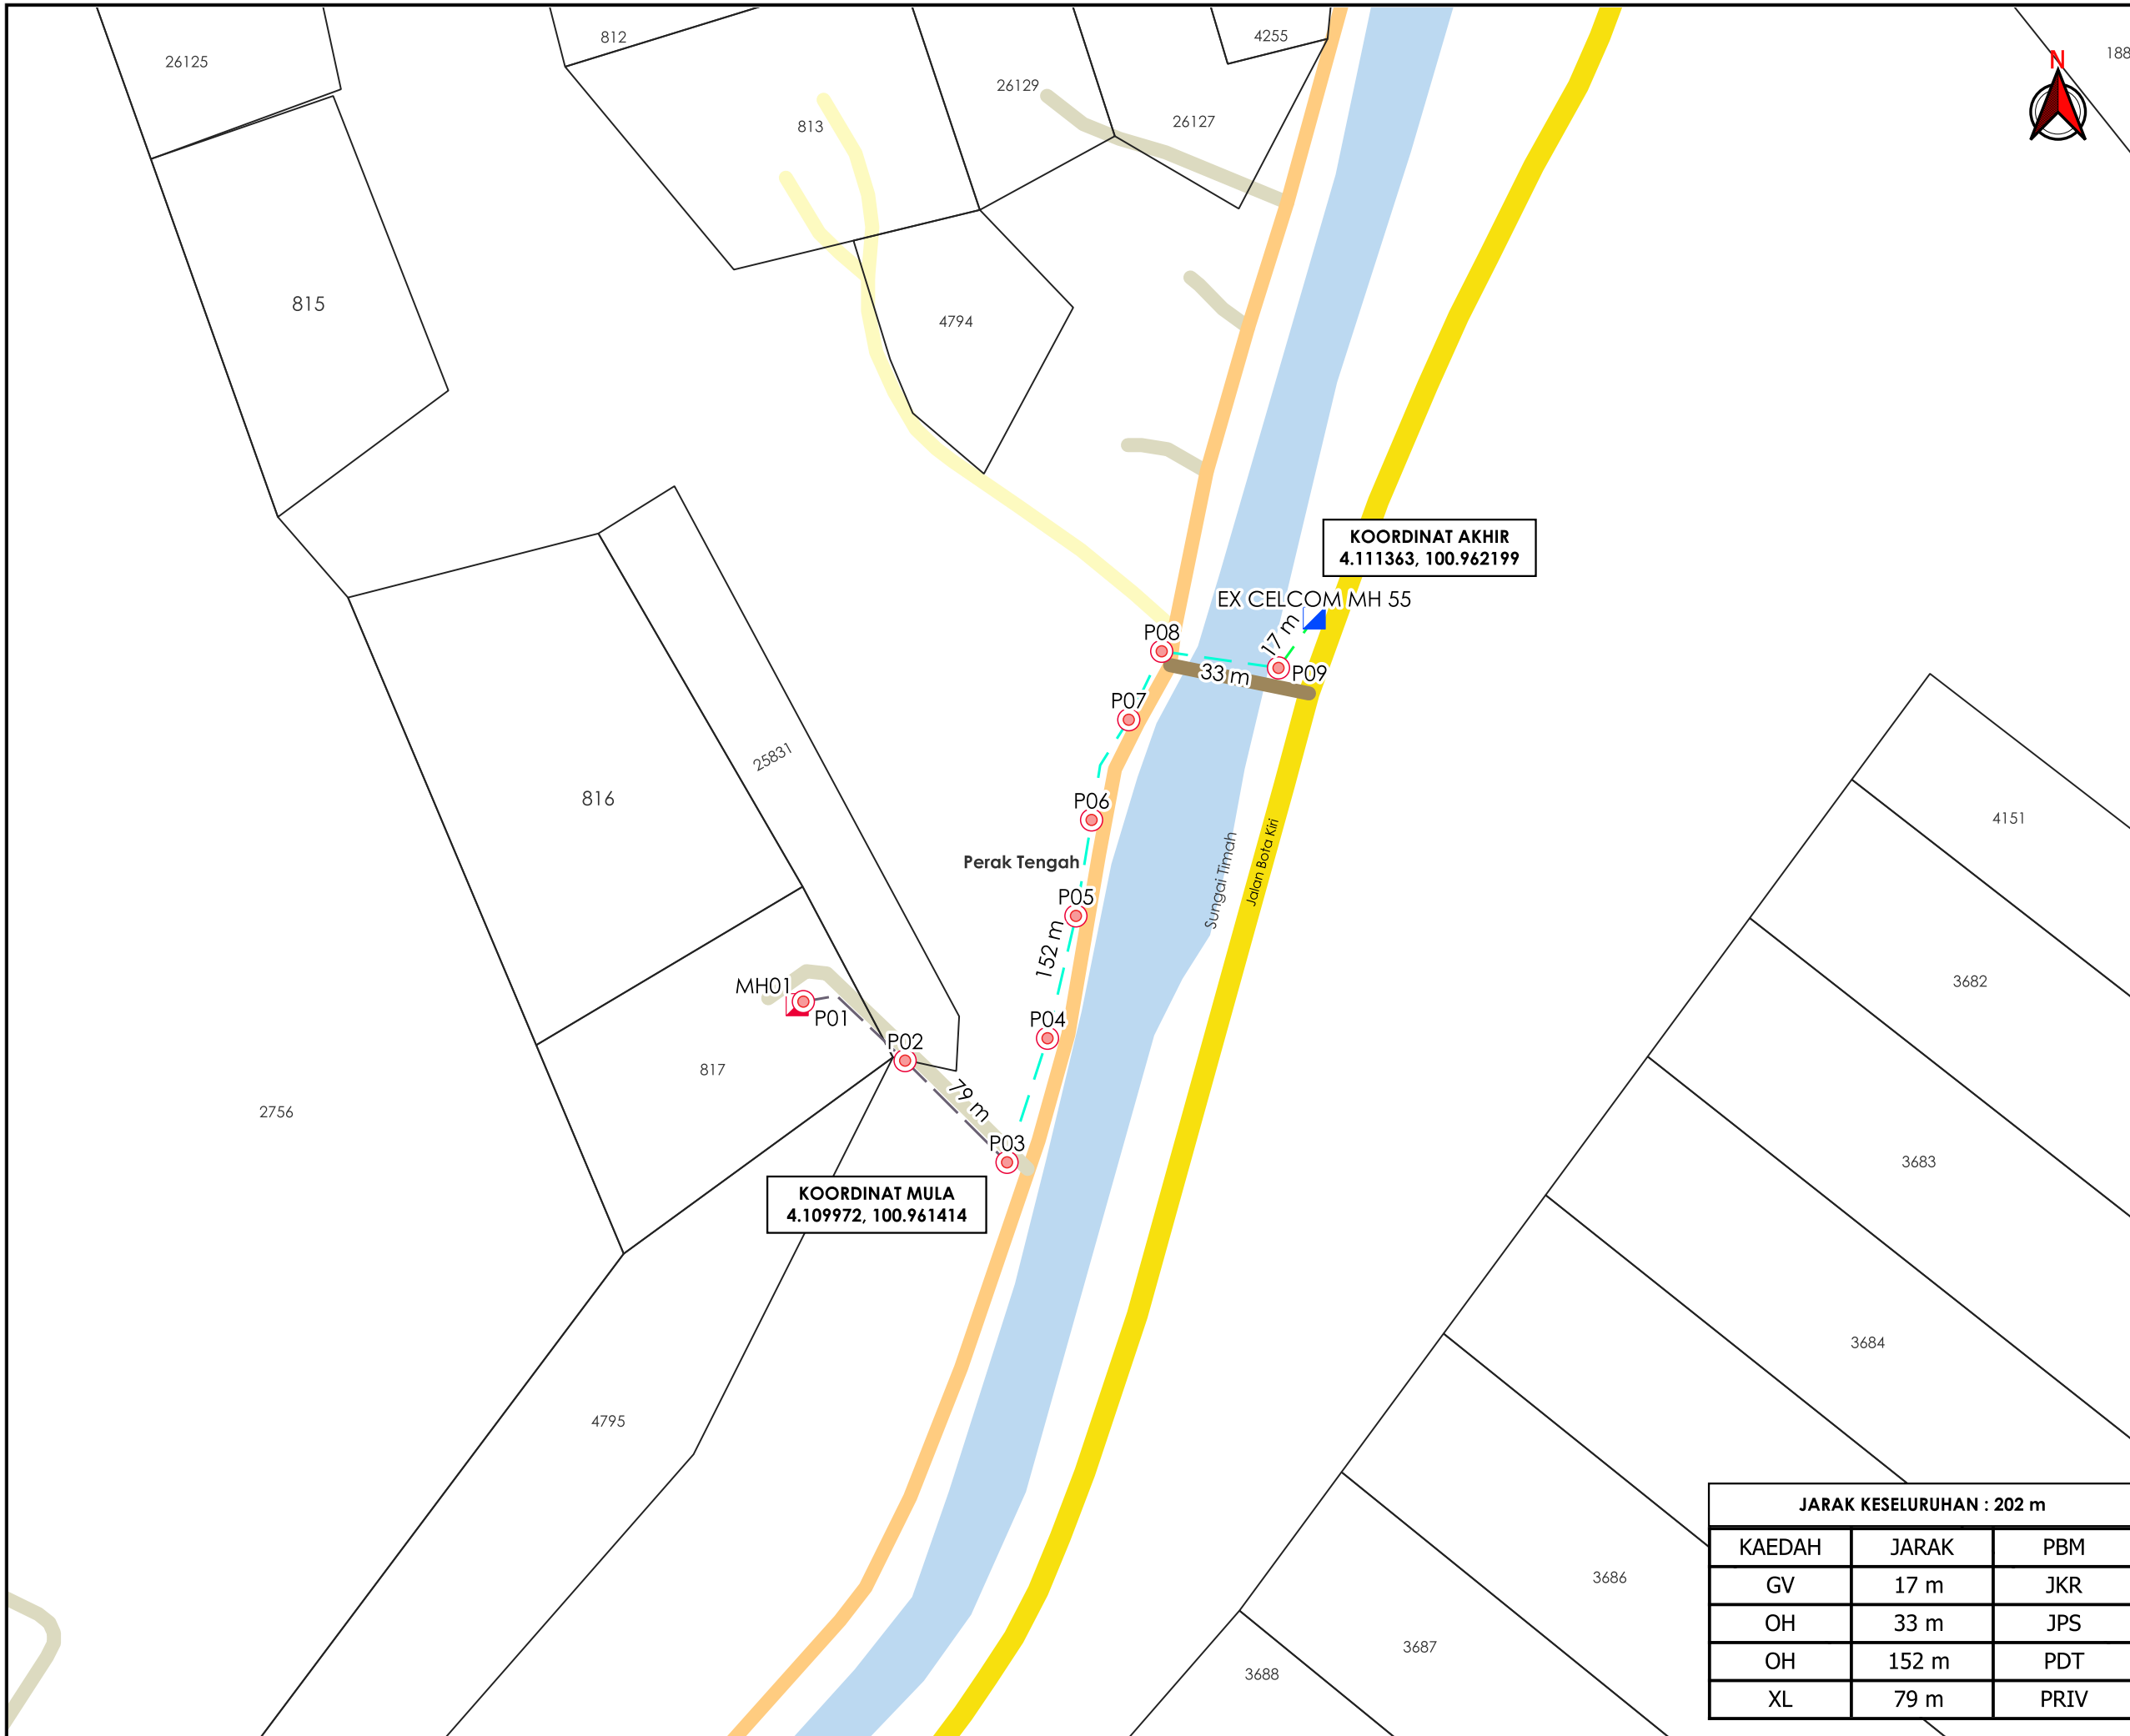 26125
812
4255
188
N
26129
813
26127
815
4794
KOORDINAT AKHIR
4.111363, 100.962199
EX CELCOM MH 55
17 m
P08
33 m
P09
P07
25831
816
P06
4151
Perak Tengah
Sungai Timah
Jalan Bota Kiri
P05
152 m
3682
MH01
P01
P04
P02
817
79 m
2756
P03
3683
KOORDINAT MULA
4.109972, 100.961414
3684
4795
JARAK KESELURUHAN : 202 m
KAEDAH JARAK PBM
GV 17 m JKR
OH 33 m JPS
OH 152 m PDT
XL 79 m PRIV
3686
3687
3688